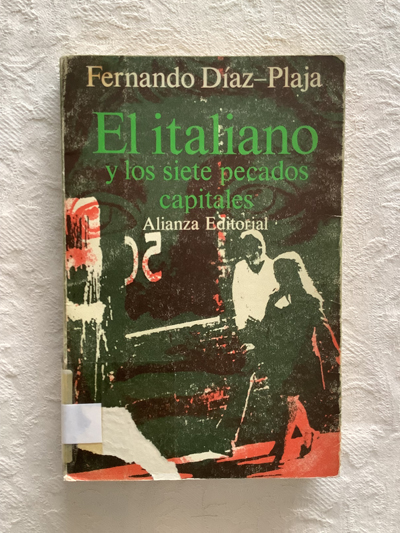 Fernando Díaz–Plaja
El italiano
y los siete pecados
capitales
Alianza Editorial